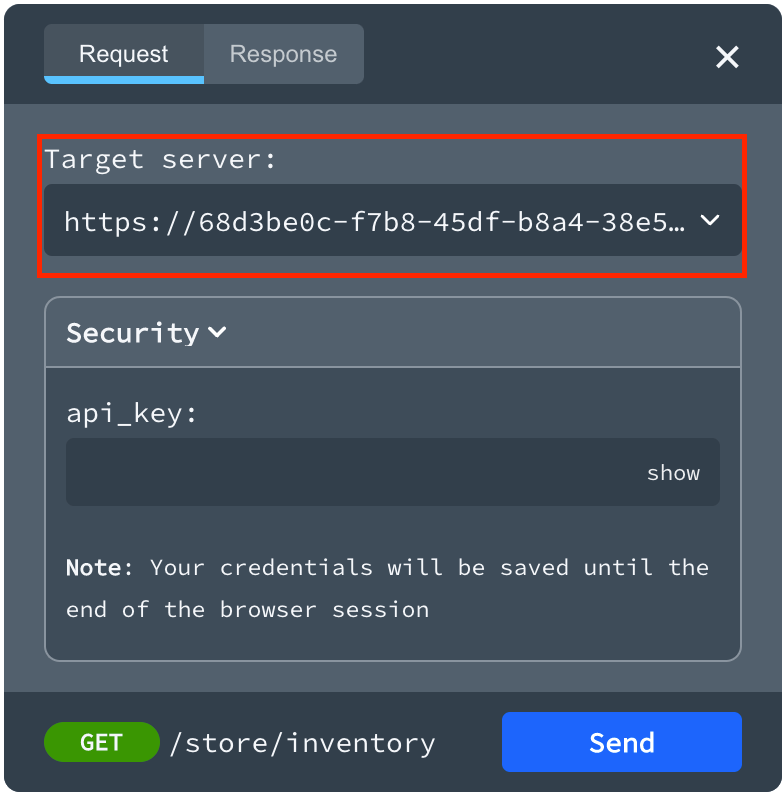 Request Response
Target server:
https://68d3be0c-f7b8-45df-b8a4-38e5…
Security
api_key:
show
Note: Your credentials will be saved until the
end of the browser session
GET /store/inventory Send